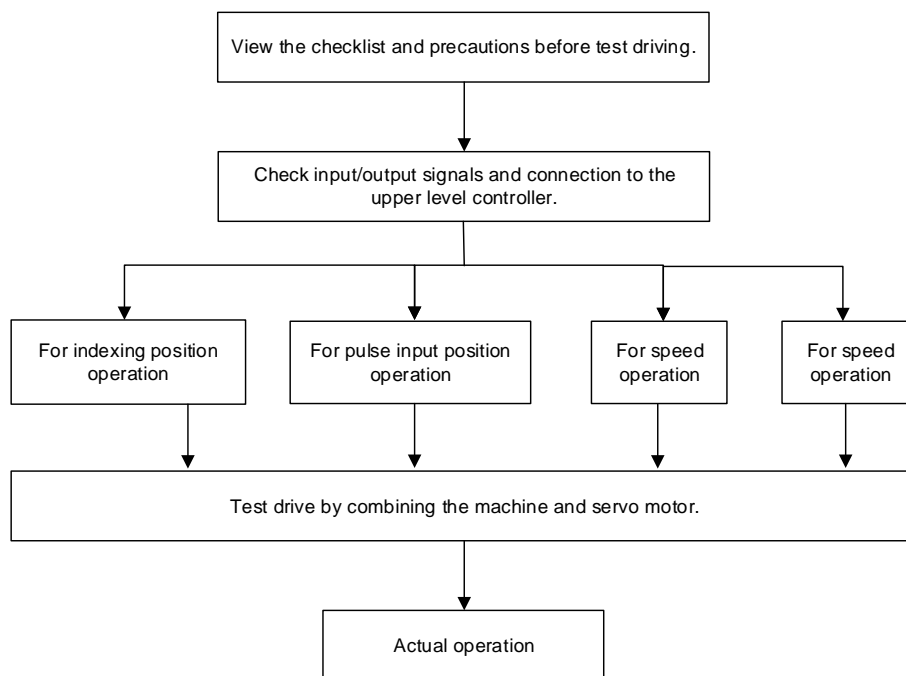 View the checklist and precautions before test driving.
Check input/output signals and connection to the
upper level controller.
For indexing position
operation
For pulse input position
operation
For speed
operation
For speed
operation
Test drive by combining the machine and servo motor.
Actual operation